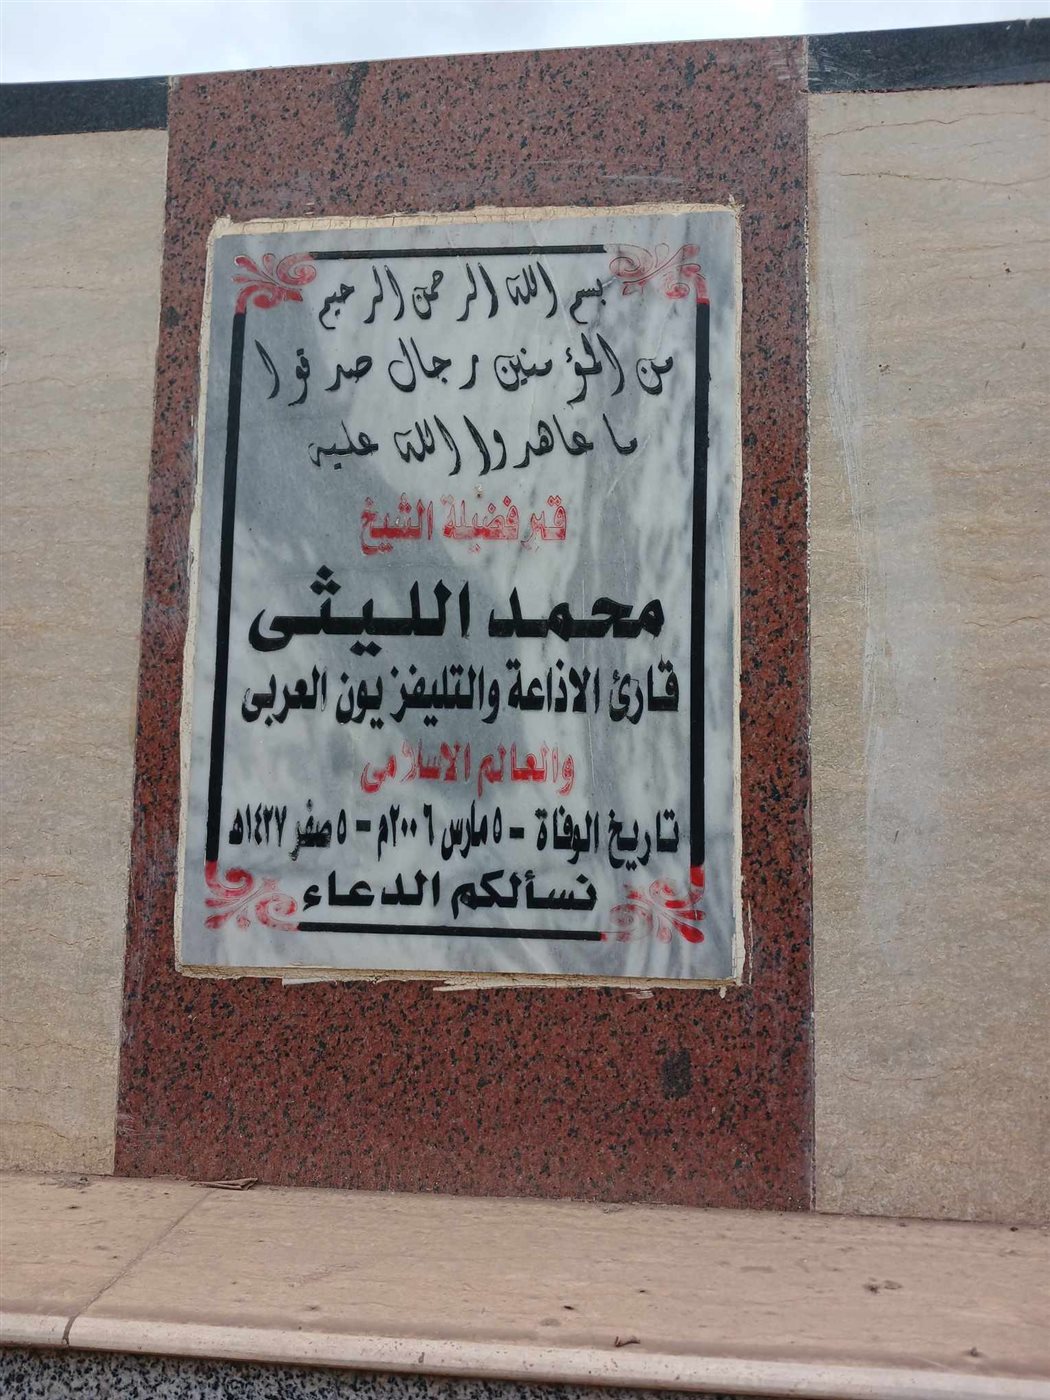 بسم الله الرحمن الرحيم
من المؤمنين رجال صدقوا
ما عاهدوا الله عليه
قبر فضيلة الشيخ
محمد الليثى
قارئ الاذاعة والتليفزيون العربى
والعالم الاسلامى
تاريخ الوفاة - ٥ مارس ٢٠٠٦م - ٥ صفر ١٤٢٧هـ
نسألكم الدعاء